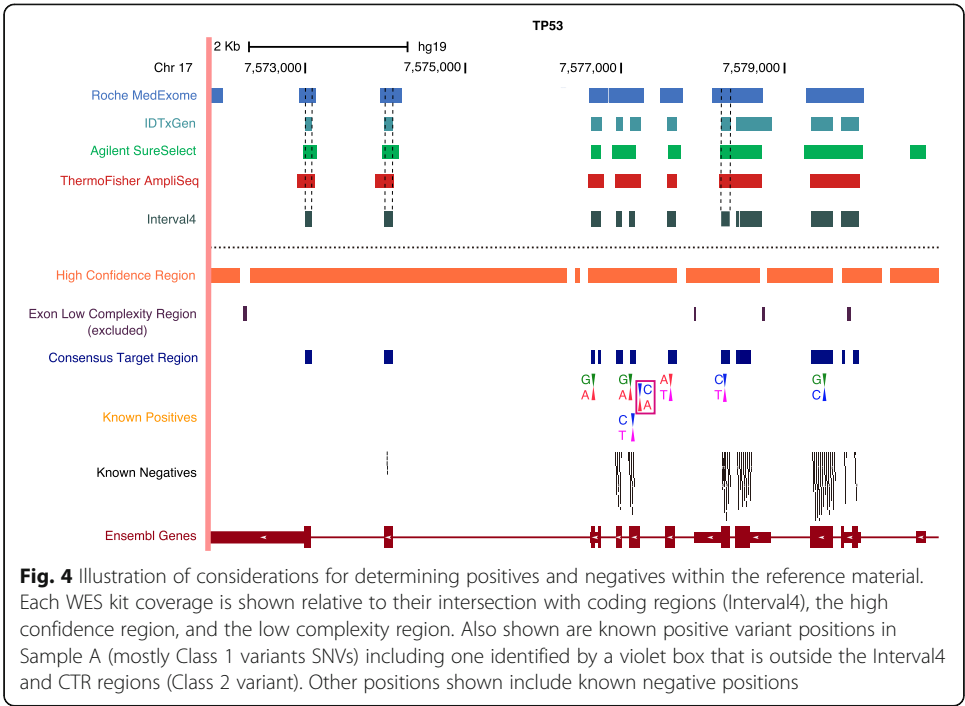 TP53
2 Kb hg19
Chr 17 7,573,000 7,575,000 7,577,000 7,579,000
Roche MedExome
IDTxGen
Agilent SureSelect
ThermoFisher AmpliSeq
Interval4
High Confidence Region
Exon Low Complexity Region
(excluded)
Consensus Target Region
G G A C G
C
A A T T C
A
Known Positives
C
T
Known Negatives
Ensembl Genes
Fig. 4 Illustration of considerations for determining positives and negatives within the reference material.
Each WES kit coverage is shown relative to their intersection with coding regions (Interval4), the high
confidence region, and the low complexity region. Also shown are known positive variant positions in
Sample A (mostly Class 1 variants SNVs) including one identified by a violet box that is outside the Interval4
and CTR regions (Class 2 variant). Other positions shown include known negative positions